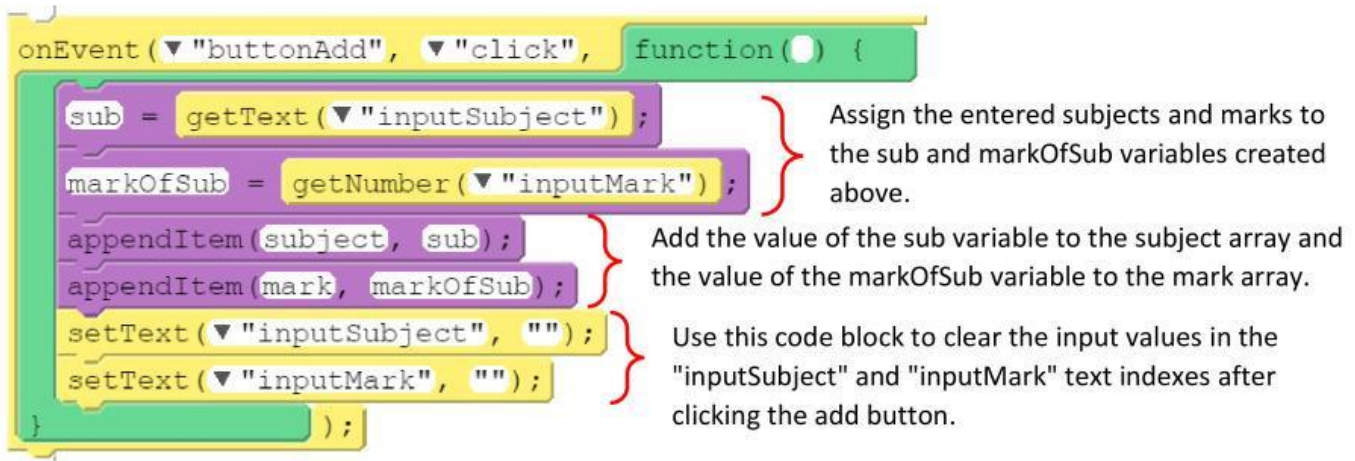 onEvent(▼"buttonAdd", ▼"click", function( ) {
sub = getText(▼"inputSubject");
markOfSub = getNumber(▼"inputMark");
appendItem(subject, sub);
appendItem(mark, markOfSub);
setText(▼"inputSubject", "");
setText(▼"inputMark", "");
} );
Assign the entered subjects and marks to
the sub and markOfSub variables created
above.
Add the value of the sub variable to the subject array and
the value of the markOfSub variable to the mark array.
Use this code block to clear the input values in the
"inputSubject" and "inputMark" text indexes after
clicking the add button.